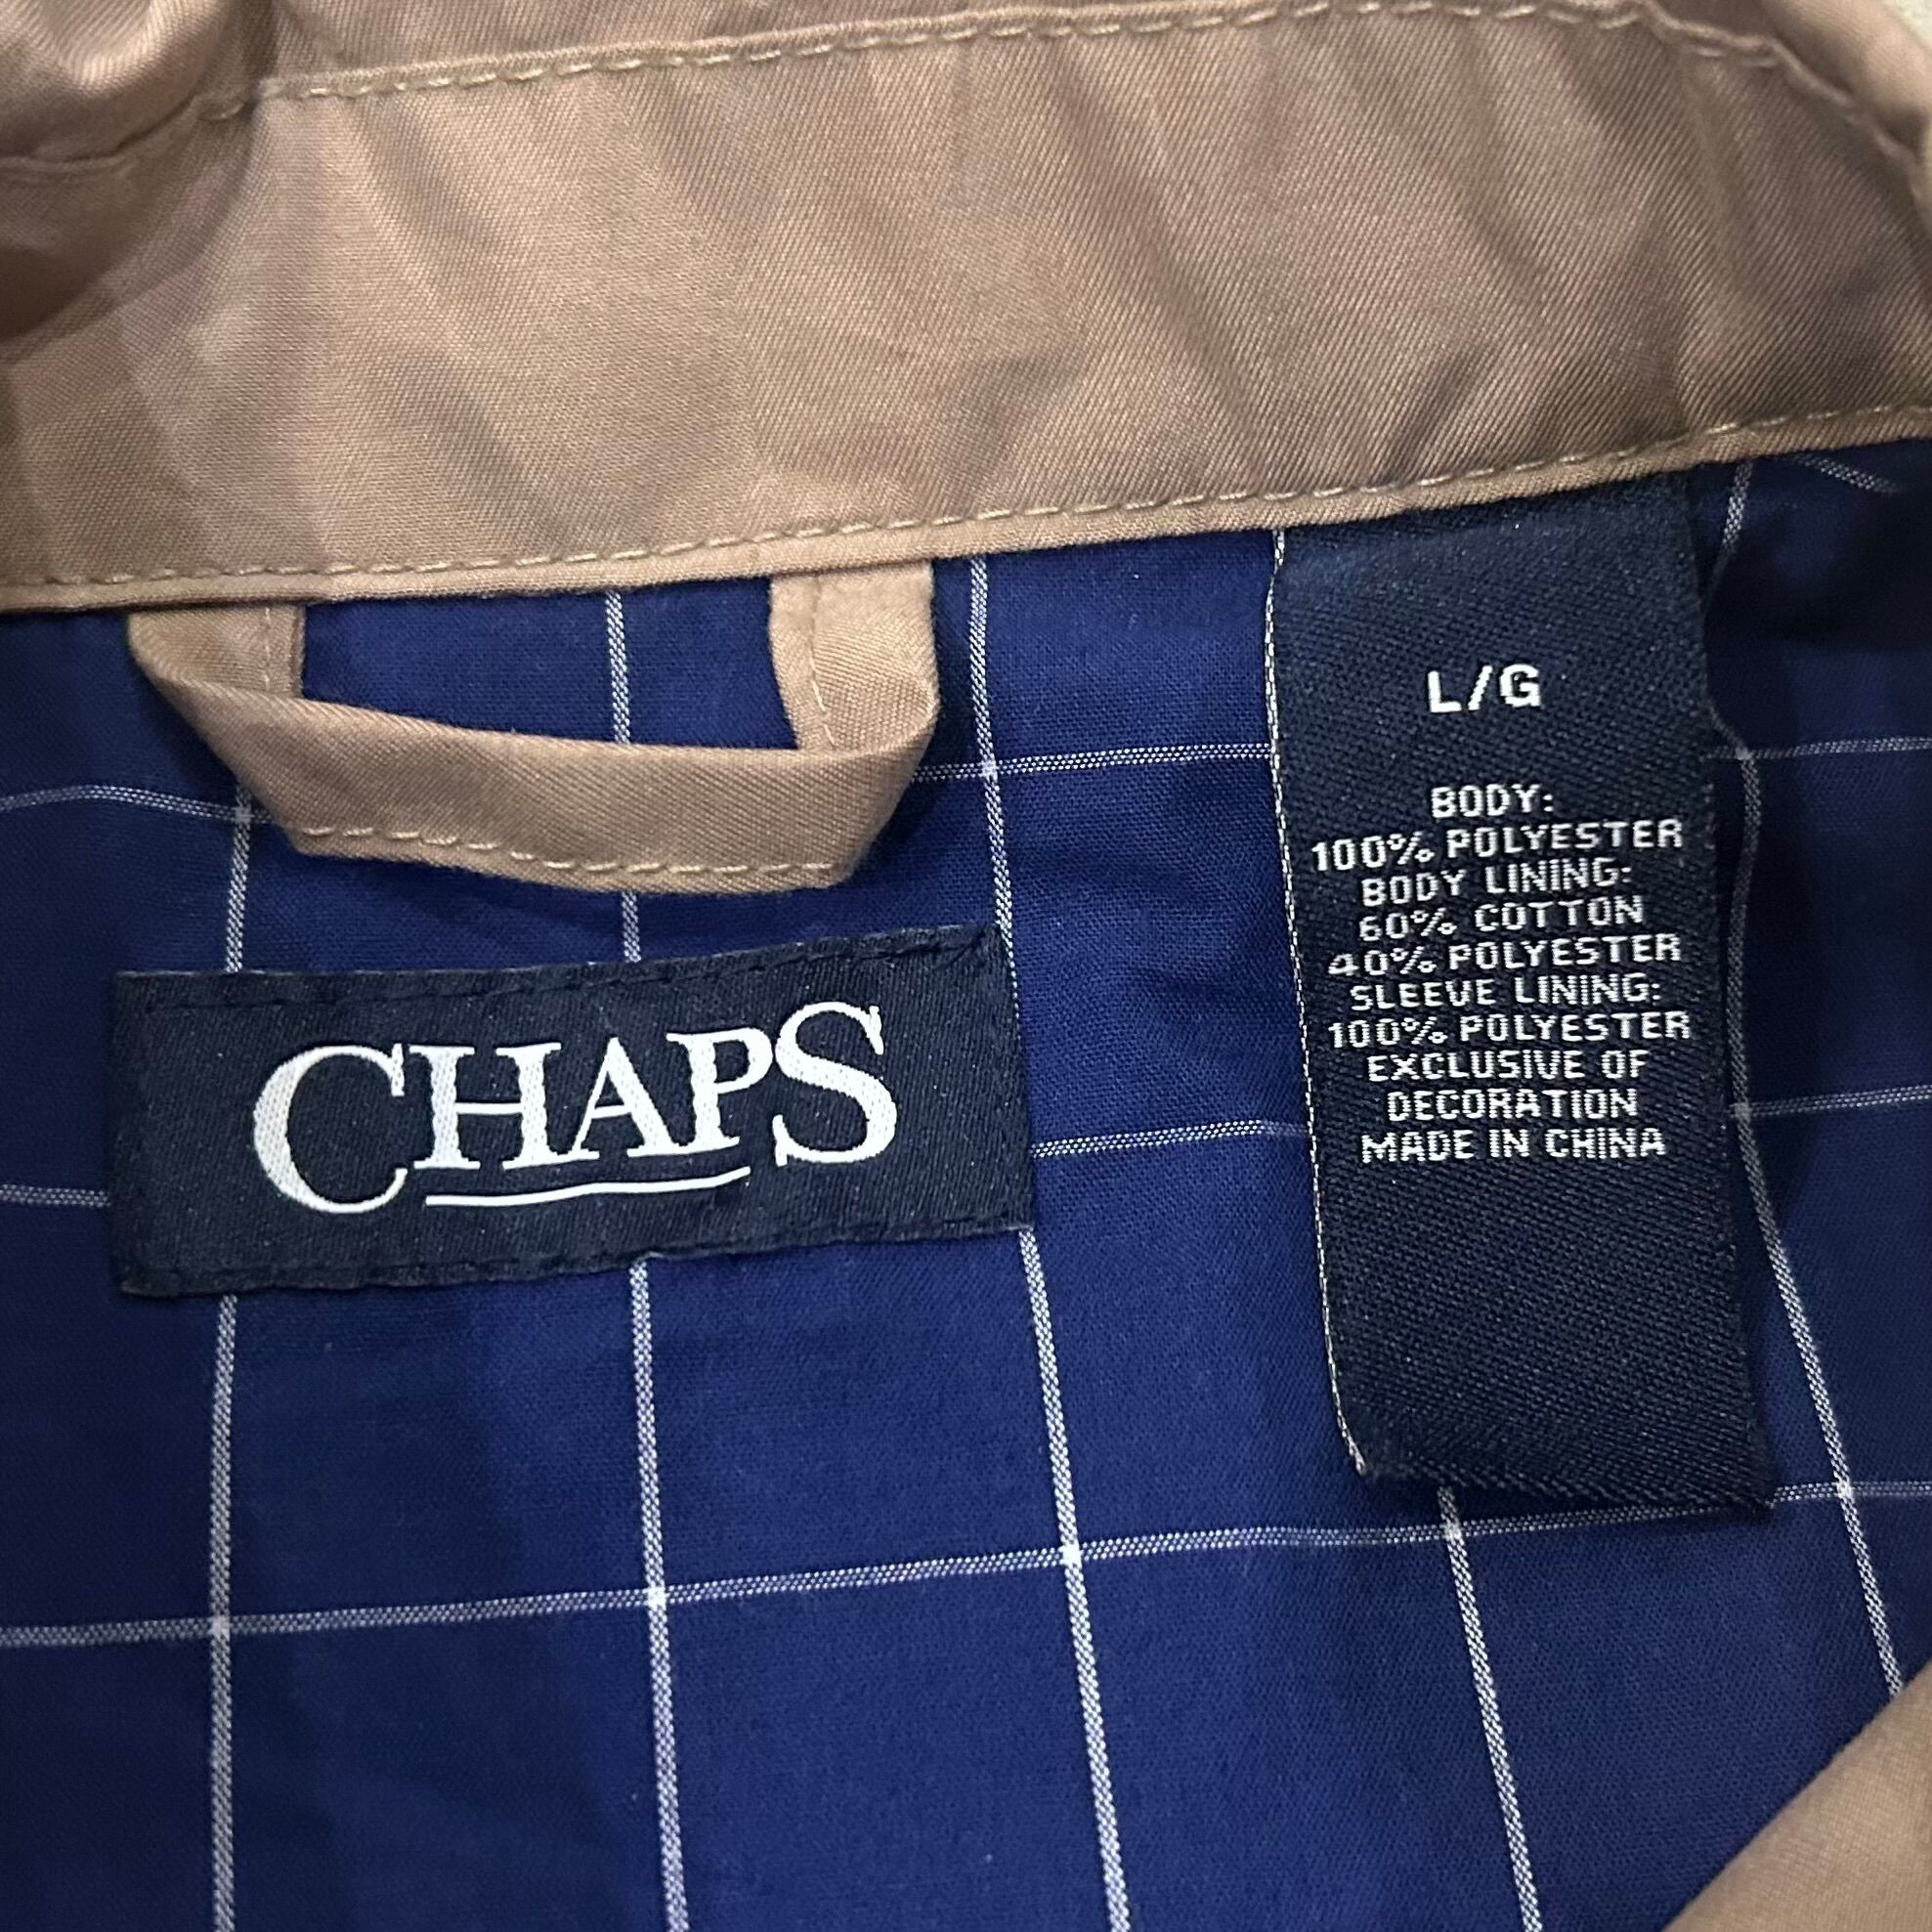 CHAPS
L/G
BODY:
100% POLYESTER
BODY LINING:
60% COTTON
40% POLYESTER
SLEEVE LINING:
100% POLYESTER
EXCLUSIVE OF
DECORATION
MADE IN CHINA